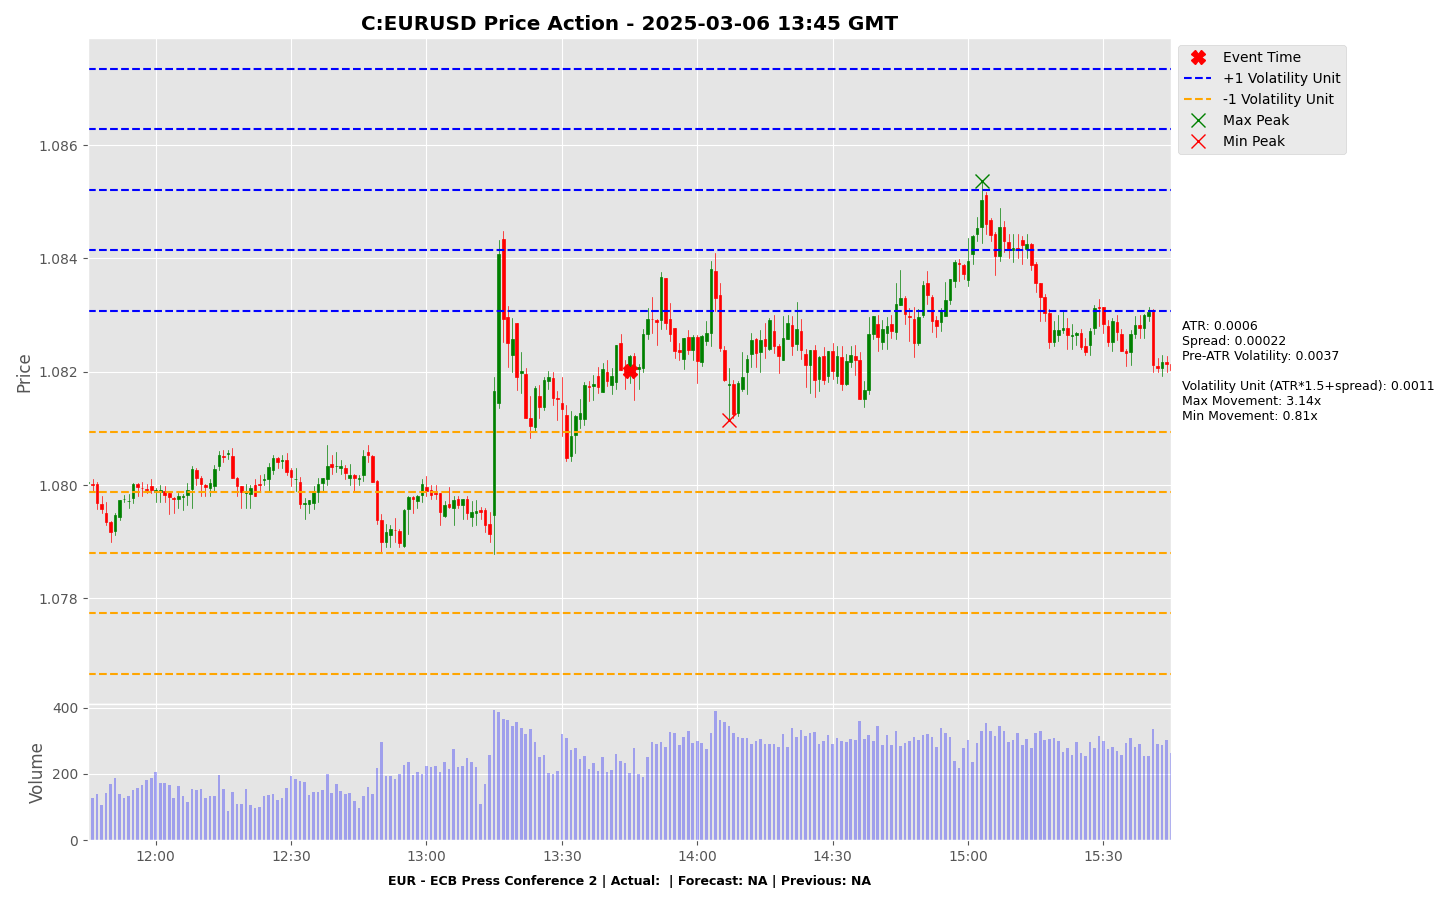 C:EURUSD Price Action - 2025-03-06 13:45 GMT
Event Time
+1 Volatility Unit
-1 Volatility Unit
Max Peak
Min Peak
Price
1.086
1.084
1.082
1.080
1.078
ATR: 0.0006
Spread: 0.00022
Pre-ATR Volatility: 0.0037
Volatility Unit (ATR*1.5+spread): 0.0011
Max Movement: 3.14x
Min Movement: 0.81x
Volume
400
200
0
12:00 12:30 13:00 13:30 14:00 14:30 15:00 15:30
EUR - ECB Press Conference 2 | Actual:  | Forecast: NA | Previous: NA